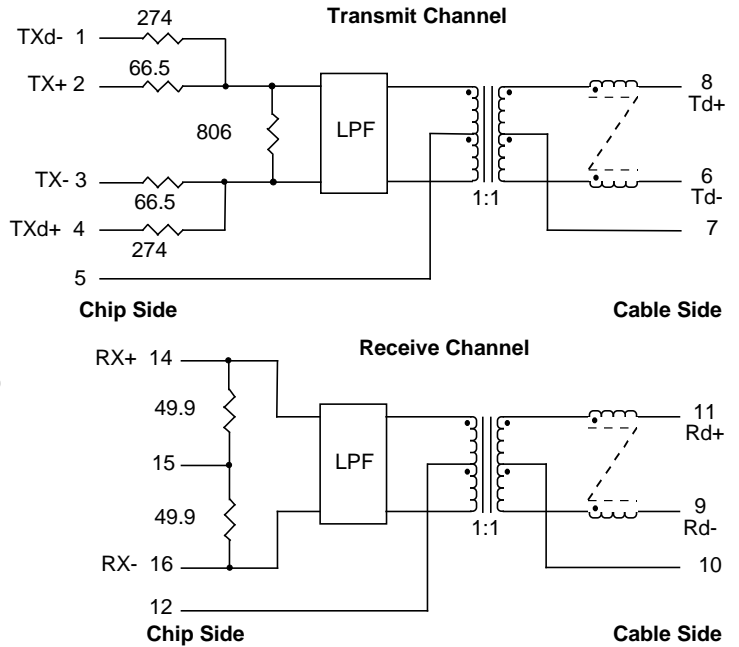 Transmit Channel
274
TXd- 1
66.5
TX+ 2
806
LPF
8
Td+
TX- 3
66.5
TXd+ 4
274
1:1
6
Td-
7
5
Chip Side
Cable Side
Receive Channel
RX+ 14
49.9
15
LPF
11
Rd+
49.9
1:1
9
Rd-
RX- 16
10
12
Chip Side
Cable Side